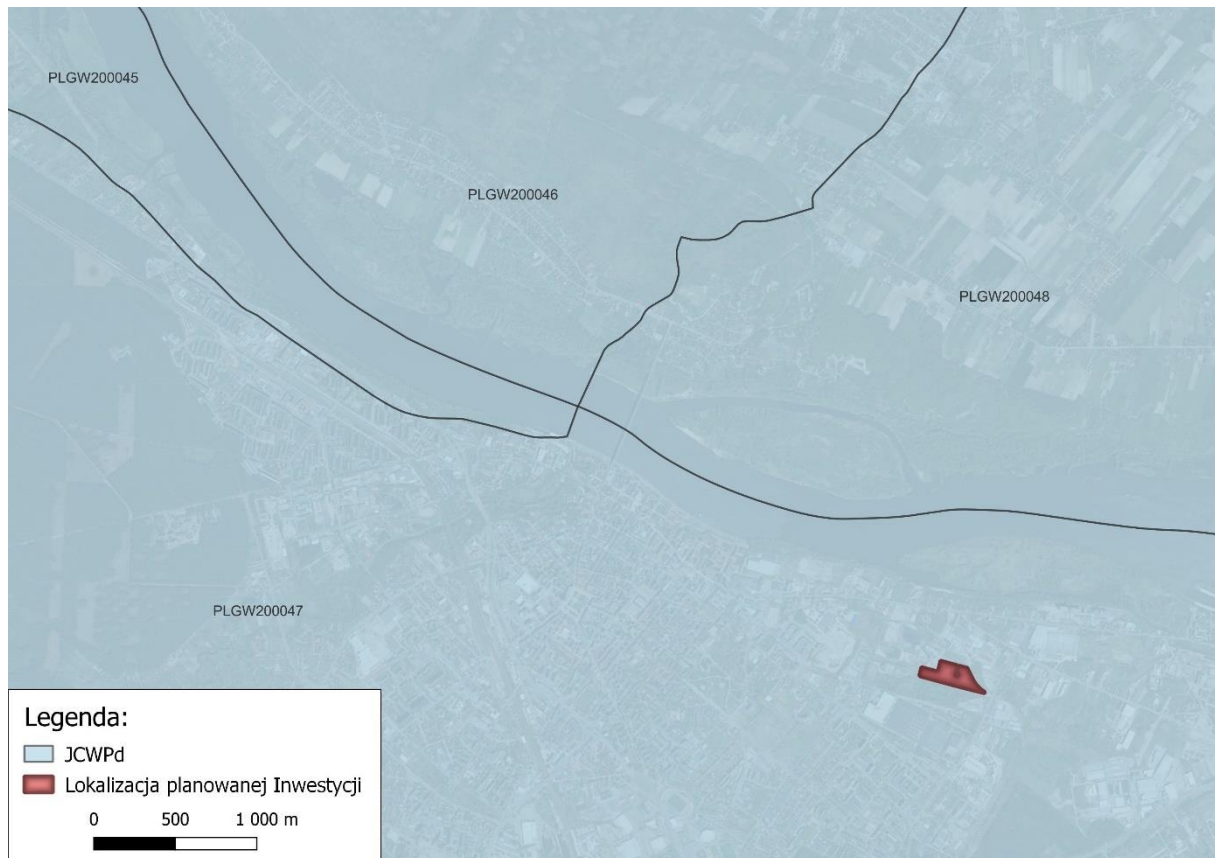 PLGW200045
PLGW200046
PLGW200048
PLGW200047
Legenda:
JCWPd
Lokalizacja planowanej Inwestycji
0 500 1 000 m